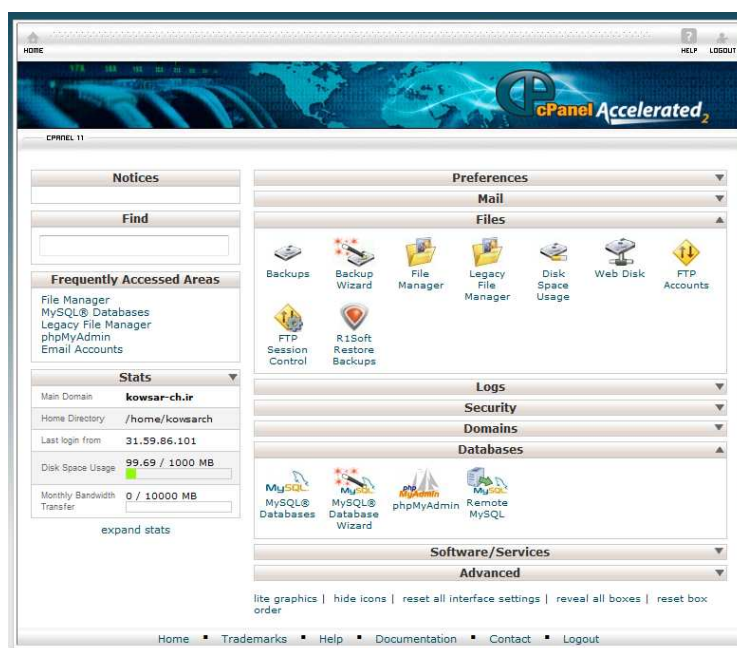 HOME
HELP LOGOUT
cPanel Accelerated2
CPANEL 11
Notices
Find
Frequently Accessed Areas
File Manager
MySQL® Databases
Legacy File Manager
phpMyAdmin
Email Accounts
Stats
Main Domain kowsar-ch.ir
Home Directory /home/kowsarch
Last login from 31.59.86.101
Disk Space Usage 99.69 / 1000 MB
Monthly Bandwidth
Transfer
0 / 10000 MB
expand stats
Preferences
Mail
Files
Backups
Backup
Wizard
File
Manager
Legacy
File
Manager
Disk
Space
Usage
Web Disk
FTP
Accounts
FTP
Session
Control
R1Soft
Restore
Backups
Logs
Security
Domains
Databases
MySQL
MySQL®
Databases
MySQL
MySQL®
Database
Wizard
php
MyAdmin
phpMyAdmin
MySQL
Remote
MySQL
Software/Services
Advanced
lite graphics | hide icons | reset all interface settings | reveal all boxes | reset box
order
Home ▪ Trademarks ▪ Help ▪ Documentation ▪ Contact ▪ Logout